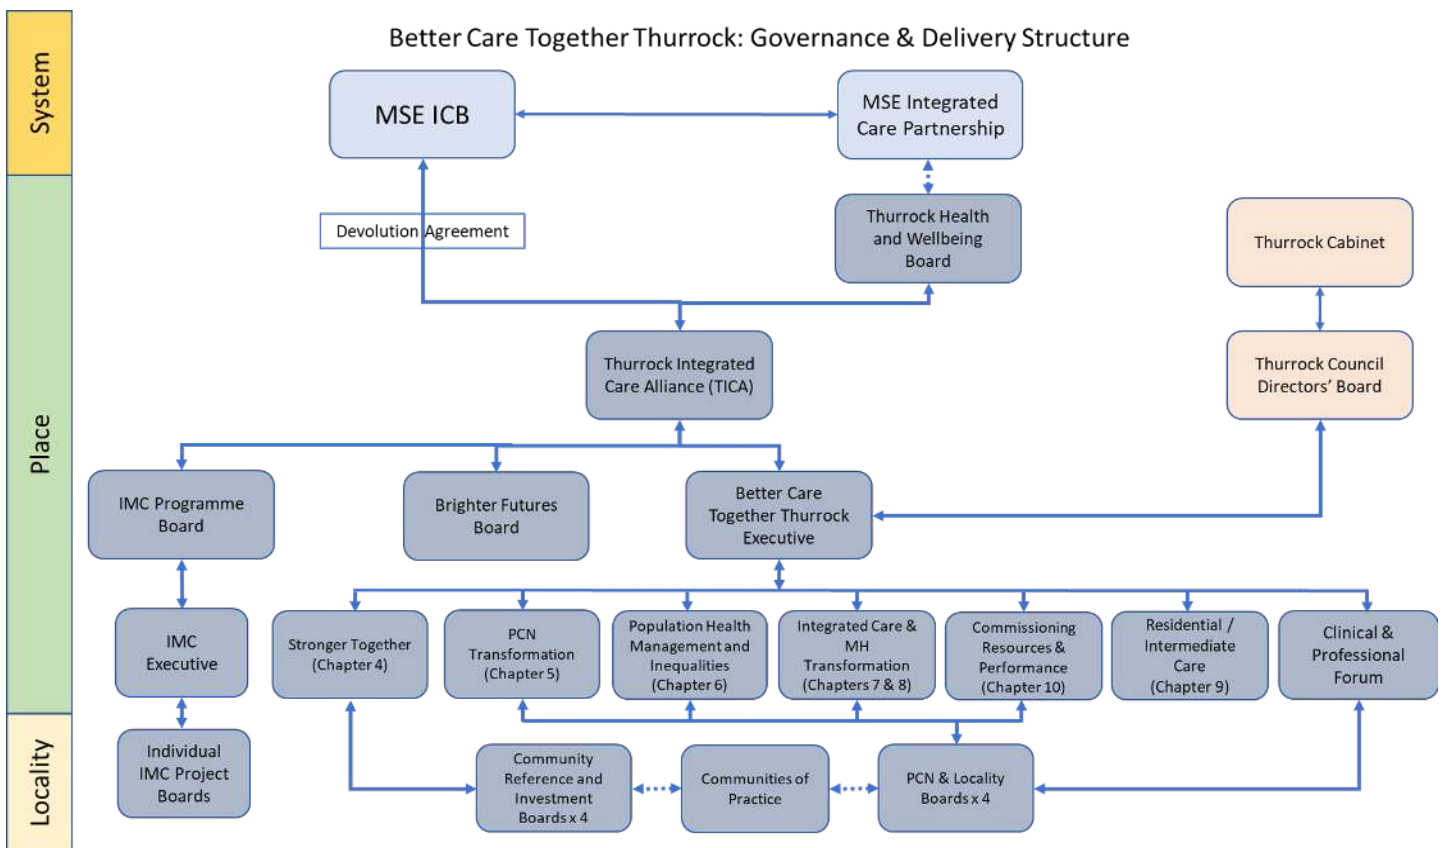 Better Care Together Thurrock: Governance & Delivery Structure
System
MSE ICB
MSE Integrated
Care Partnership
Devolution Agreement
Thurrock Health
and Wellbeing
Board
Thurrock Cabinet
Place
Thurrock Integrated
Care Alliance (TICA)
Thurrock Council
Directors’ Board
IMC Programme
Board
Brighter Futures
Board
Better Care
Together Thurrock
Executive
IMC
Executive
Stronger Together
(Chapter 4)
PCN
Transformation
(Chapter 5)
Population Health
Management and
Inequalities
(Chapter 6)
Integrated Care &
MH
Transformation
(Chapters 7 & 8)
Commissioning
Resources &
Performance
(Chapter 10)
Residential /
Intermediate
Care
(Chapter 9)
Clinical &
Professional
Forum
Locality
Individual
IMC Project
Boards
Community
Reference and
Investment
Boards x 4
Communities of
Practice
PCN & Locality
Boards x 4